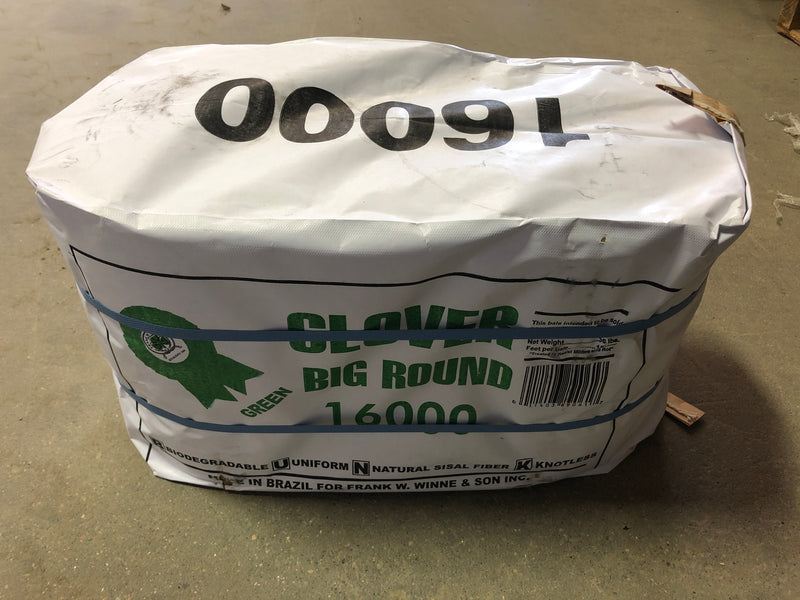 16000
CLOVER
BIG ROUND
16000
GREEN
This bale intended to be
Net Weight
Feet per
BIODEGRADABLE U UNIFORM N NATURAL SISAL FIBER K KNOTLESS
IN BRAZIL FOR FRANK W. WINNE & SON INC.